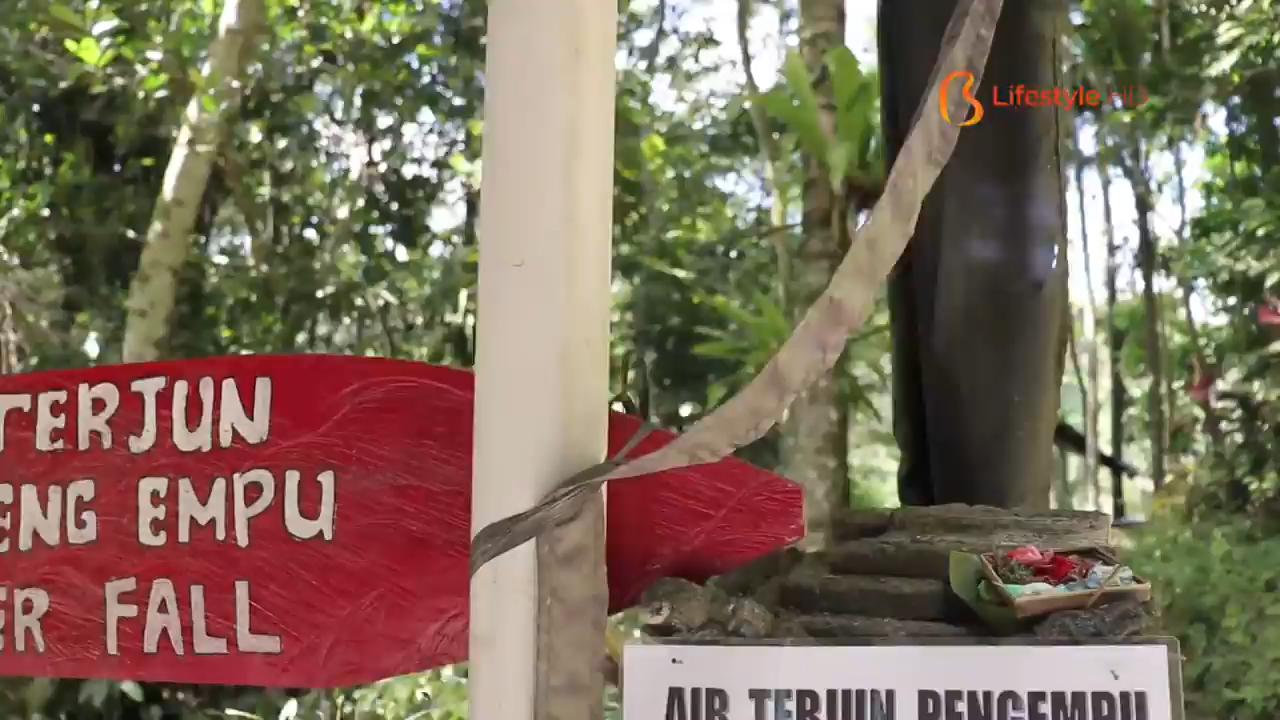 Lifestyle HD
TERJUN
ENG EMPU
ER FALL
AIR TERJUN PENGEMPU